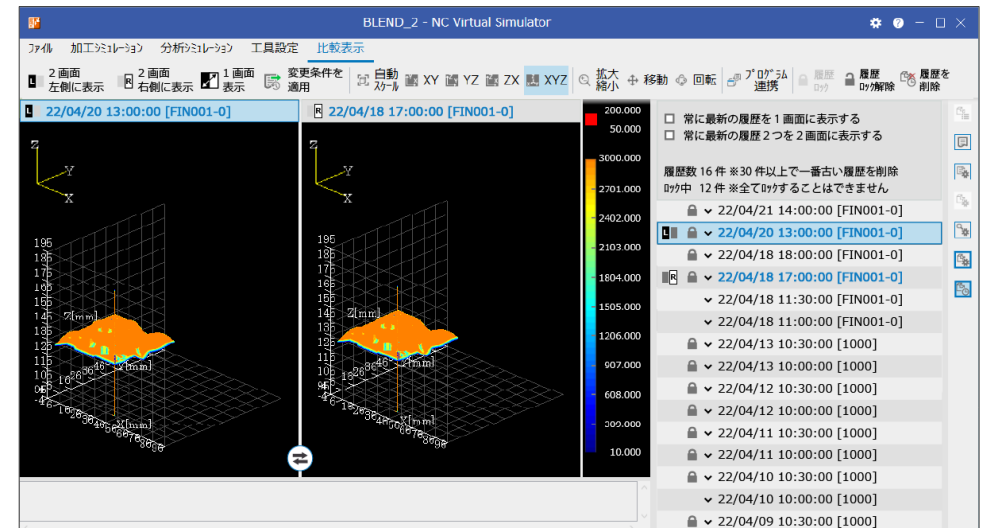 BLEND_2 - NC Virtual Simulator
ﾌｧｲﾙ 加工ｼﾐｭﾚｰｼｮﾝ 分析ｼﾐｭﾚｰｼｮﾝ 工具設定 比較表示
L 2画面 左側に表示
R 2画面 右側に表示
1画面 表示
変更条件を 適用
自動 ｽｹｰﾙ
XY YZ ZX XYZ
拡大 縮小
移動 回転
ﾌﾟﾛｸﾞﾗﾑ 連携
履歴 ﾛｯｸ
履歴 ﾛｯｸ解除
履歴を 削除
L 22/04/20 13:00:00 [FIN001-0]
Z
Y
X
195
Z[mm]
X[mm]
R 22/04/18 17:00:00 [FIN001-0]
Z
Y
X
195
Z[mm]
X[mm]
200.000
50.000
3000.000
2701.000
2402.000
2103.000
1804.000
1505.000
1206.000
907.000
608.000
309.000
10.000
常に最新の履歴を1画面に表示する
常に最新の履歴2つを2画面に表示する
履歴数 16 件 ※30 件以上で一番古い履歴を削除
ﾛｯｸ中 12 件 ※全てﾛｯｸすることはできません
22/04/21 14:00:00 [FIN001-0]
L 22/04/20 13:00:00 [FIN001-0]
22/04/18 18:00:00 [FIN001-0]
R 22/04/18 17:00:00 [FIN001-0]
22/04/18 11:30:00 [FIN001-0]
22/04/18 11:00:00 [FIN001-0]
22/04/13 10:30:00 [1000]
22/04/13 10:00:00 [1000]
22/04/12 10:30:00 [1000]
22/04/12 10:00:00 [1000]
22/04/11 10:30:00 [1000]
22/04/11 10:00:00 [1000]
22/04/10 10:30:00 [1000]
22/04/10 10:00:00 [1000]
22/04/09 10:30:00 [1000]